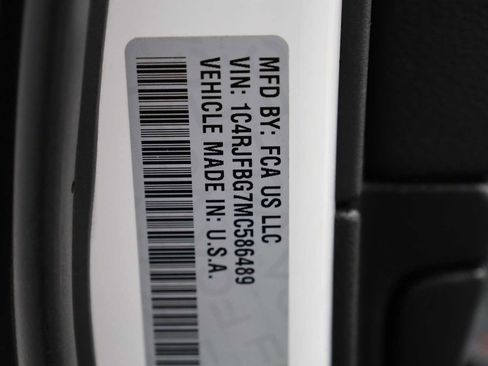 MFD BY: FCA US LLC
VIN: 1C4RJFBG7MC586489
VEHICLE MADE IN: U.S.A.